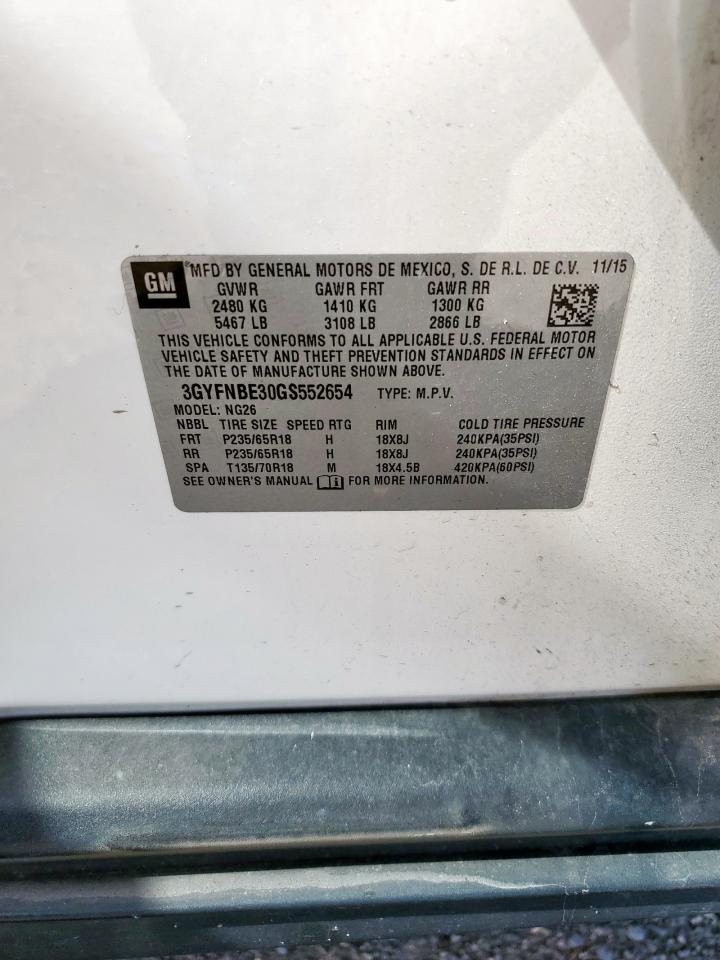 GM
MFD BY GENERAL MOTORS DE MEXICO, S. DE R.L. DE C.V. 11/15
GVWR GAWR FRT GAWR RR
2480 KG 1410 KG 1300 KG
5467 LB 3108 LB 2866 LB
THIS VEHICLE CONFORMS TO ALL APPLICABLE U.S. FEDERAL MOTOR
VEHICLE SAFETY AND THEFT PREVENTION STANDARDS IN EFFECT ON
THE DATE OF MANUFACTURE SHOWN ABOVE.
3GYFNBE30GS552654 TYPE: M.P.V.
MODEL: NG26
NBBL TIRE SIZE SPEED RTG RIM COLD TIRE PRESSURE
FRT P235/65R18 H 18X8J 240KPA(35PSI)
RR P235/65R18 H 18X8J 240KPA(35PSI)
SPA T135/70R18 M 18X4.5B 420KPA(60PSI)
SEE OWNER'S MANUAL FOR MORE INFORMATION.